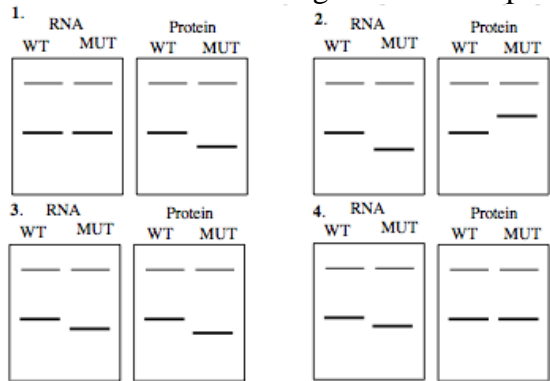 1. RNA Protein
WT MUT WT MUT
2. RNA Protein
WT MUT WT MUT
3. RNA Protein
WT MUT WT MUT
4. RNA Protein
WT MUT WT MUT